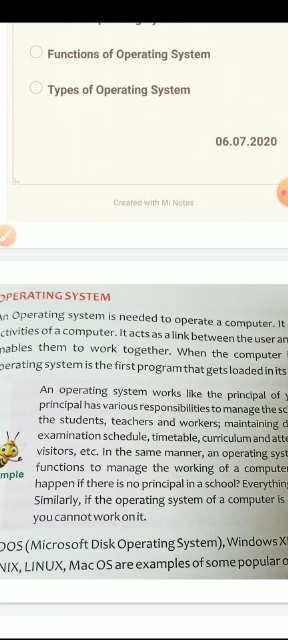 Functions of Operating System
Types of Operating System
06.07.2020
Created with Mi Notes
OPERATING SYSTEM
An Operating system is needed to operate a computer. It
ctivities of a computer. It acts as a link between the user an
nables them to work together. When the computer
perating system is the first program that gets loaded in its
An operating system works like the principal of y
principal has various responsibilities to manage the sc
the students, teachers and workers; maintaining d
examination schedule, timetable, curriculum and atte
visitors, etc. In the same manner, an operating syst
functions to manage the working of a computer
mple
happen if there is no principal in a school? Everything
Similarly, if the operating system of a computer is
you cannot work on it.
DOS (Microsoft Disk Operating System), Windows X
NIX, LINUX, Mac OS are examples of some popular o